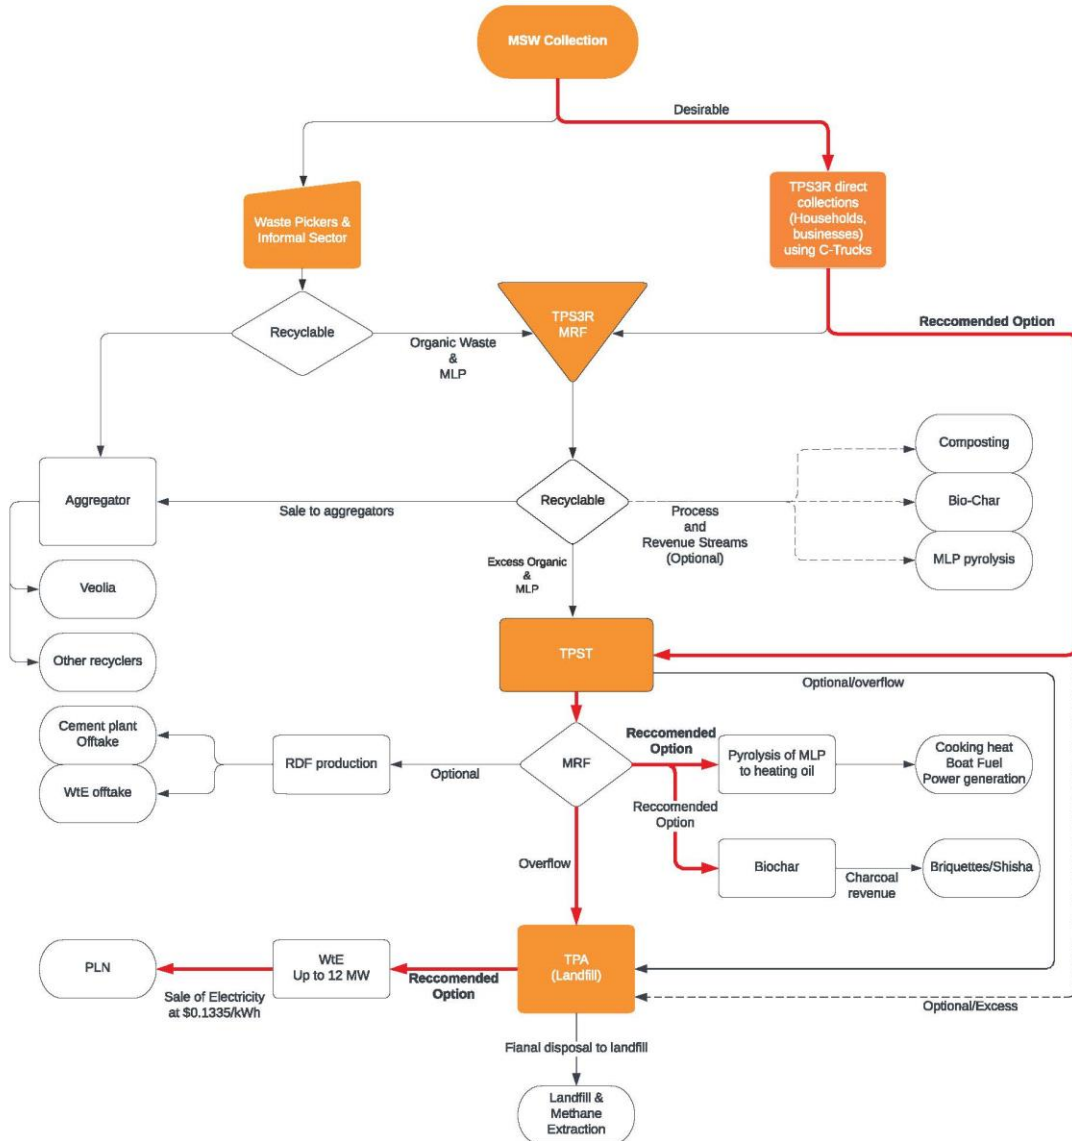 MSW Collection
Desirable
Waste Pickers &
Informal Sector
TPS3R direct
collections
(Households,
businesses)
using C-Trucks
Recyclable
Organic Waste
&
MLP
TPS3R
MRF
Reccomended Option
Aggregator
Sale to aggregators
Recyclable
Process
and
Revenue Streams
(Optional)
Composting
Bio-Char
MLP pyrolysis
Veolia
Other recyclers
Excess Organic
&
MLP
TPST
Optional/overflow
Cement plant
Offtake
WtE offtake
RDF production
Optional
MRF
Reccomended
Option
Pyrolysis of MLP
to heating oil
Cooking heat
Boat Fuel
Power generation
Reccomended
Option
Biochar
Charcoal
revenue
Briquettes/Shisha
Overflow
PLN
Sale of Electricity
at $0.1335/kWh
WtE
Up to 12 MW
Reccomended
Option
TPA
(Landfill)
Optional/Excess
Fianal disposal to landfill
Landfill &
Methane
Extraction